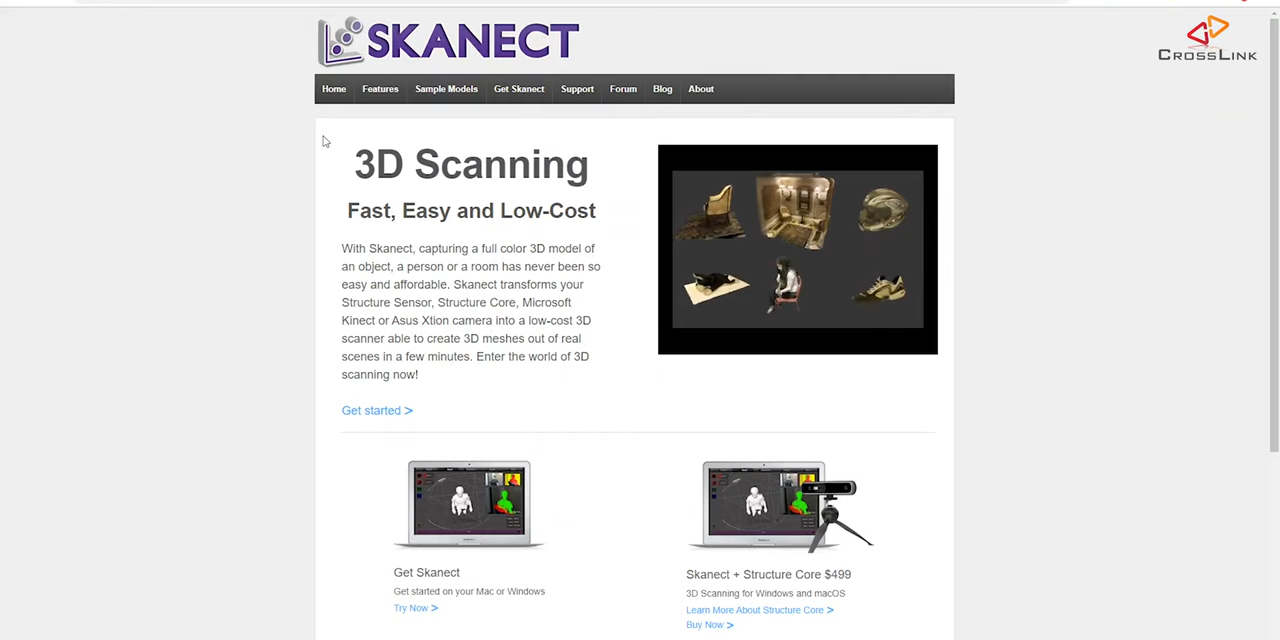 SKANECT
CROSSLINK
Home Features Sample Models Get Skanect Support Forum Blog About
3D Scanning
Fast, Easy and Low-Cost
With Skanect, capturing a full color 3D model of
an object, a person or a room has never been so
easy and affordable. Skanect transforms your
Structure Sensor, Structure Core, Microsoft
Kinect or Asus Xtion camera into a low-cost 3D
scanner able to create 3D meshes out of real
scenes in a few minutes. Enter the world of 3D
scanning now!
Get started >
Get Skanect
Get started on your Mac or Windows
Try Now >
Skanect + Structure Core $499
3D Scanning for Windows and macOS
Learn More About Structure Core >
Buy Now >